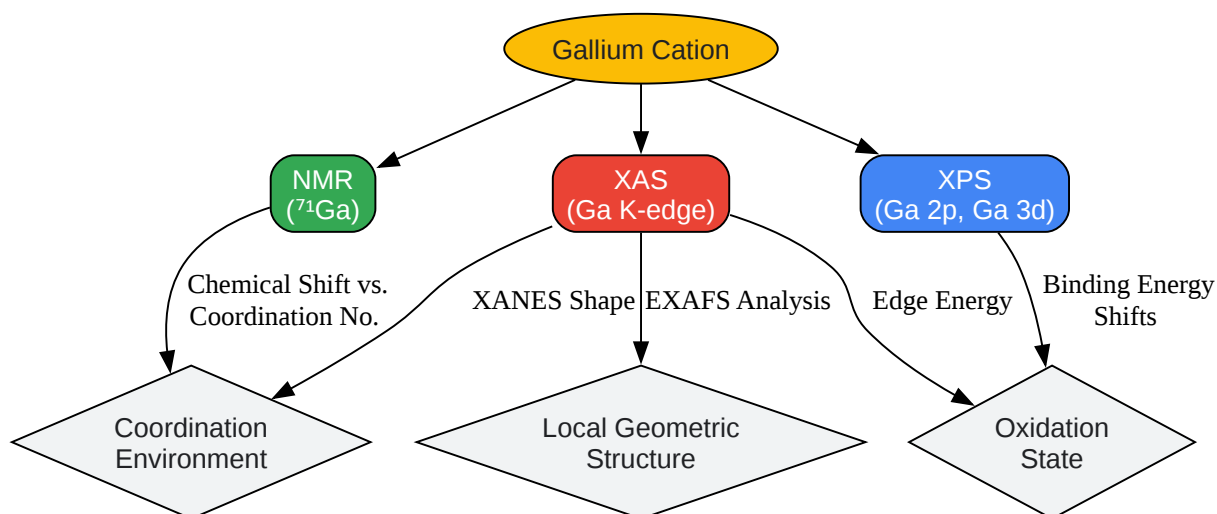 Gallium Cation
NMR
(⁷¹Ga)
XAS
(Ga K-edge)
XPS
(Ga 2p, Ga 3d)
Chemical Shift vs.
Coordination No.
XANES Shape
EXAFS Analysis
Edge Energy
Binding Energy
Shifts
Coordination
Environment
Local Geometric
Structure
Oxidation
State